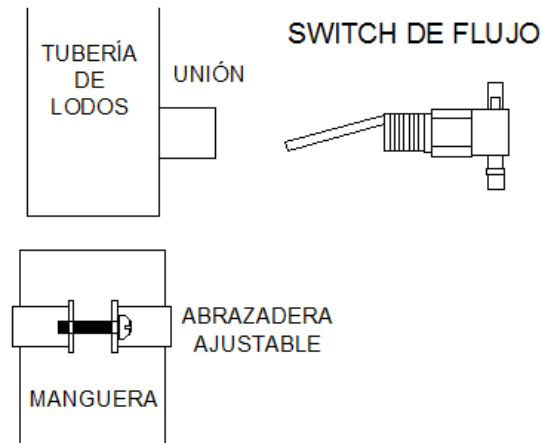 SWITCH DE FLUJO
TUBERÍA
DE
LODOS
UNIÓN
ABRAZADERA
AJUSTABLE
MANGUERA